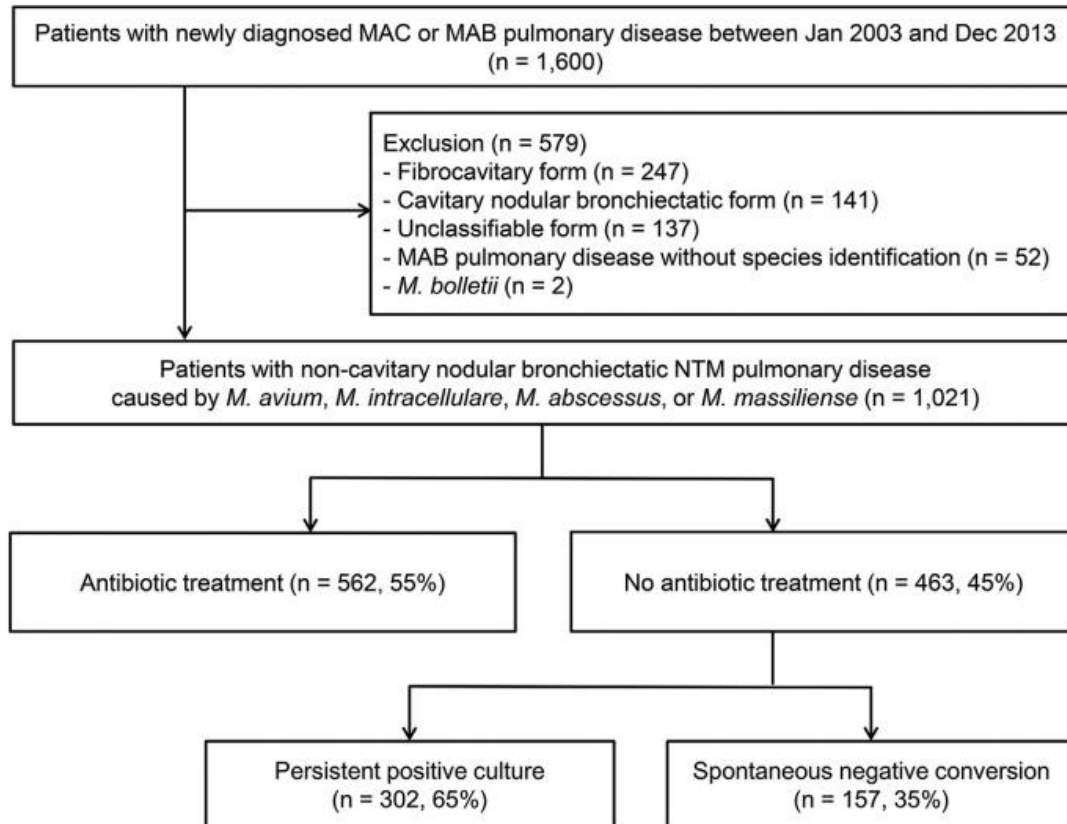 Patients with newly diagnosed MAC or MAB pulmonary disease between Jan 2003 and Dec 2013
(n = 1,600)
Exclusion (n = 579)
- Fibrocavitary form (n = 247)
- Cavitary nodular bronchiectatic form (n = 141)
- Unclassifiable form (n = 137)
- MAB pulmonary disease without species identification (n = 52)
- M. bolletii (n = 2)
Patients with non-cavitary nodular bronchiectatic NTM pulmonary disease
caused by M. avium, M. intracellulare, M. abscessus, or M. massiliense (n = 1,021)
Antibiotic treatment (n = 562, 55%)
No antibiotic treatment (n = 463, 45%)
Persistent positive culture
(n = 302, 65%)
Spontaneous negative conversion
(n = 157, 35%)